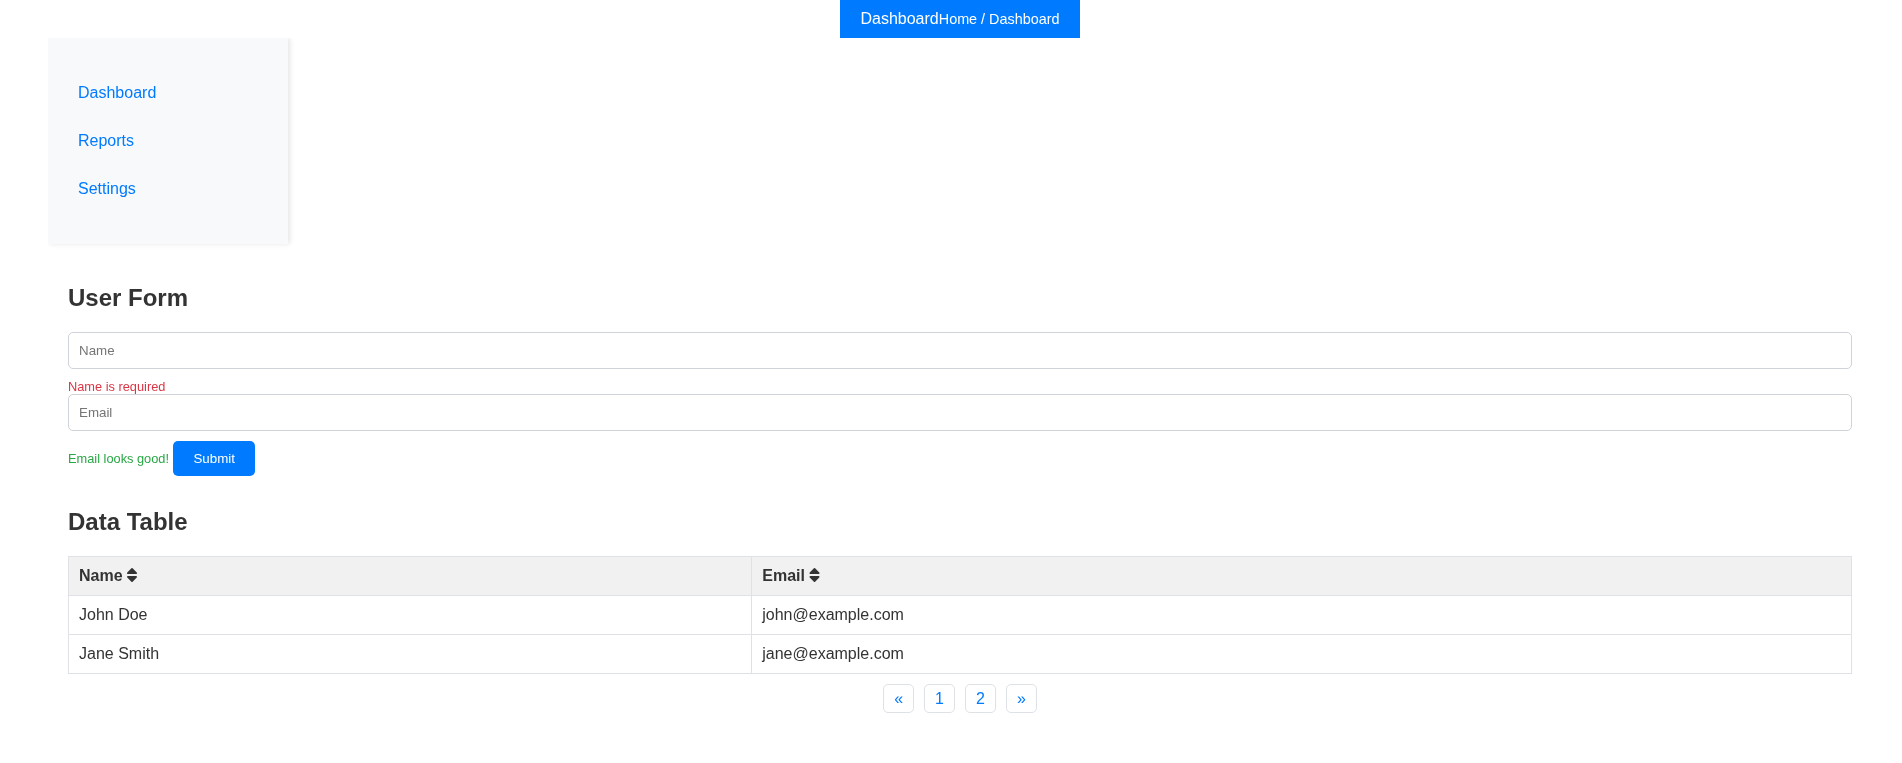 DashboardHome / Dashboard
Dashboard
Reports
Settings
User Form
Name
Name is required
Email
Email looks good! Submit
Data Table
Name Email
John Doe john@example.com
Jane Smith jane@example.com
« 1 2 »